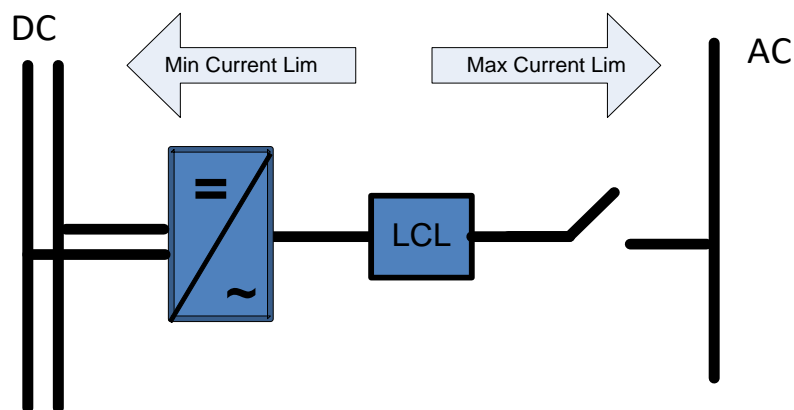 DC
Min Current Lim
Max Current Lim
AC
=
~
LCL